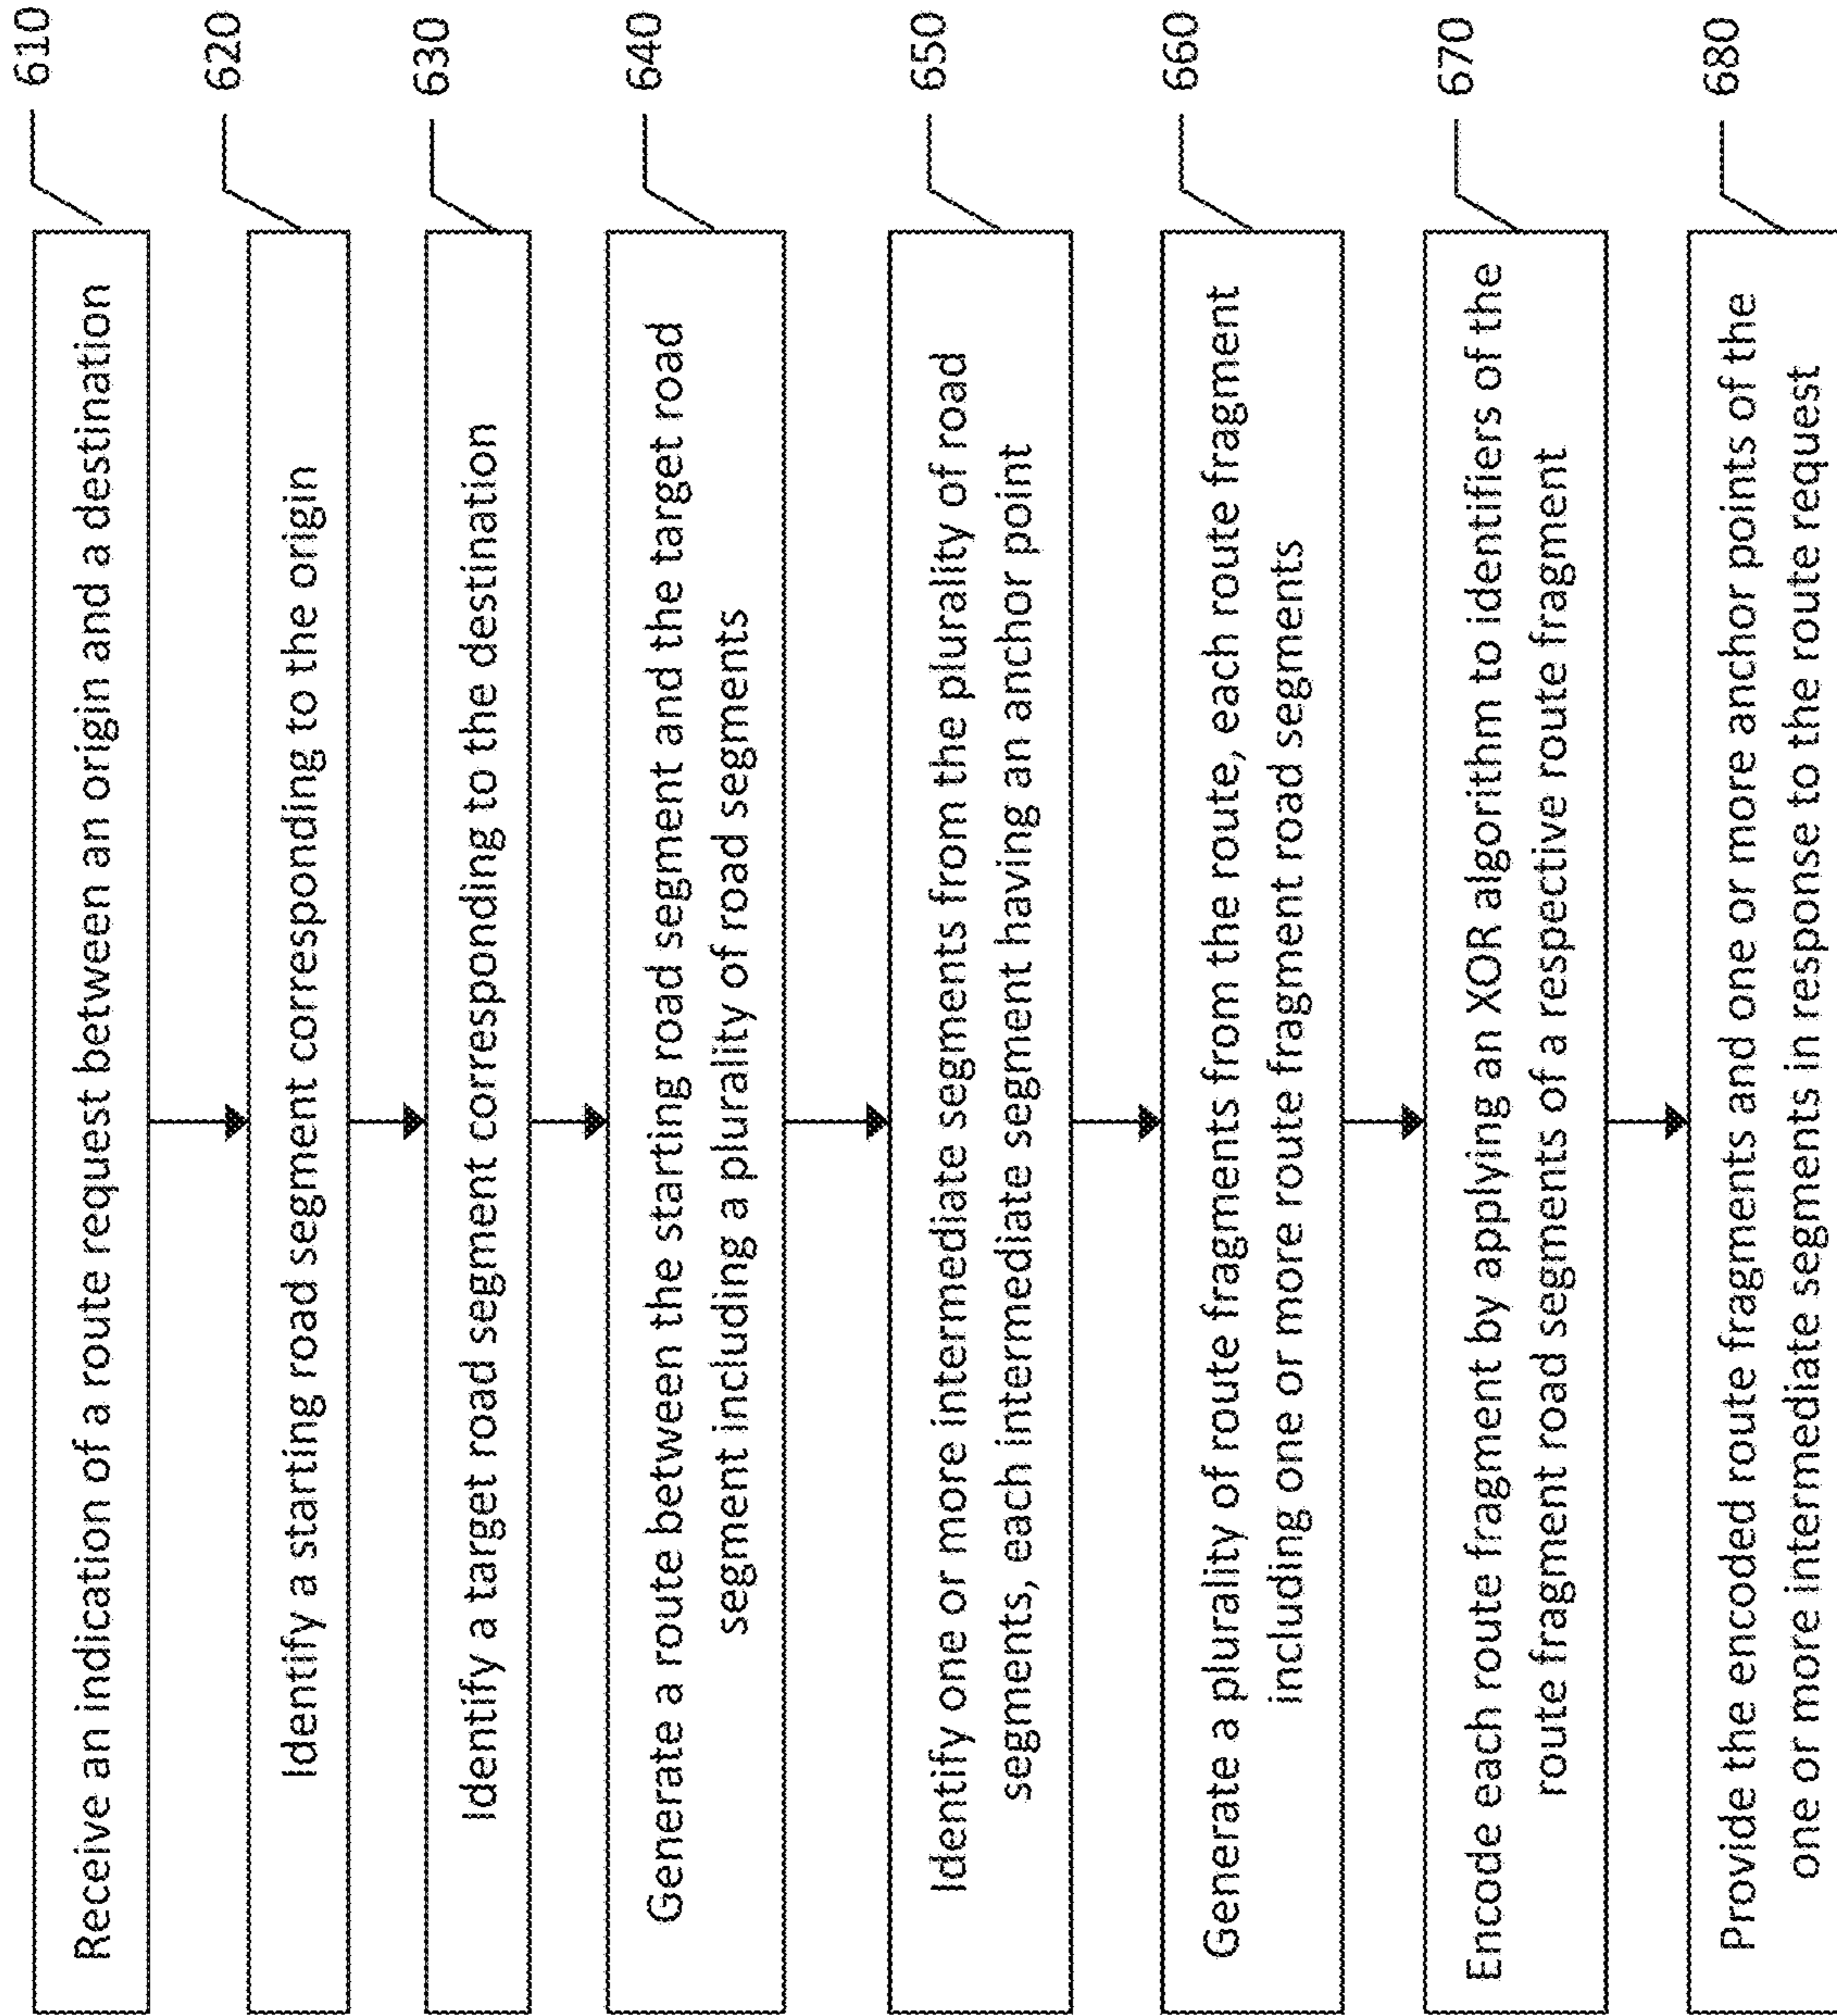 Receive an indication of a route request between an origin and a destination
610
Identify a starting road segment corresponding to the origin
620
Identify a target road segment corresponding to the destination
630
Generate a route between the starting road segment and the target road
segment including a plurality of road segments
640
Identify one or more intermediate segments from the plurality of road
segments, each intermediate segment having an anchor point
650
Generate a plurality of route fragments from the route, each route fragment
including one or more route fragment road segments
660
Encode each route fragment by applying an XOR algorithm to identifiers of the
route fragment road segments of a respective route fragment
670
Provide the encoded route fragments and one or more anchor points of the
one or more intermediate segments in response to the route request
680